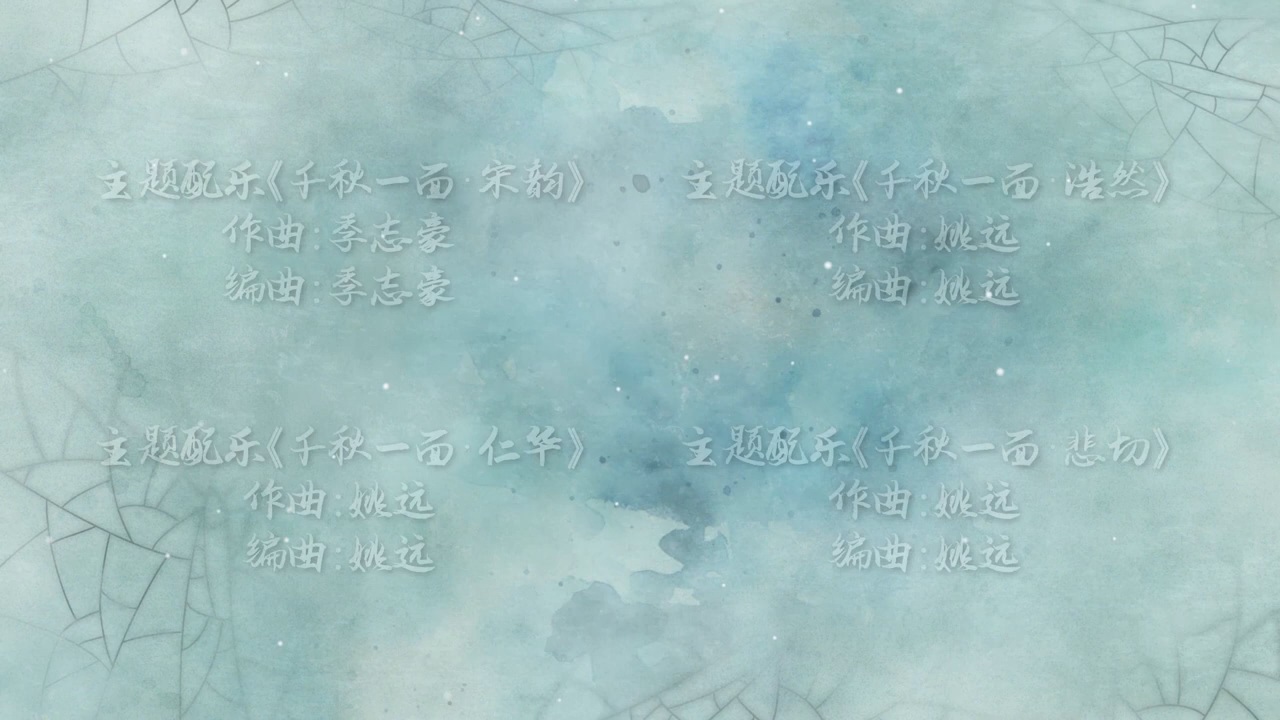 主题配乐《千秋一面·宋韵》
作曲:季志豪
编曲:季志豪
主题配乐《千秋一面·浩然》
作曲:姚远
编曲:姚远
主题配乐《千秋一面·仁华》
作曲:姚远
编曲:姚远
主题配乐《千秋一面·悲切》
作曲:姚远
编曲:姚远